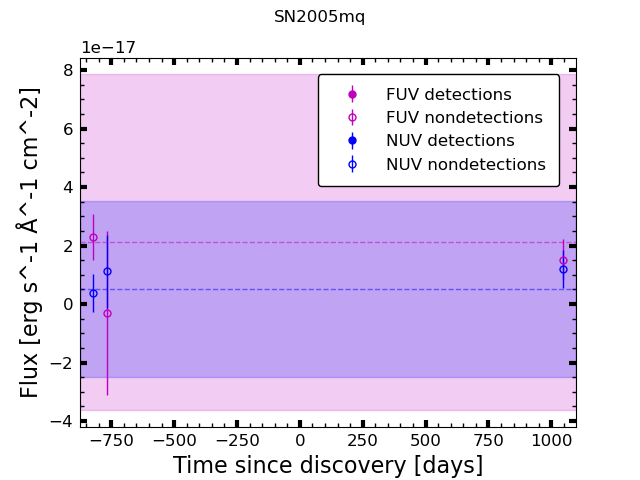 SN2005mq
1e−17
8
6
4
2
0
−2
−4
Flux [erg s^-1 Å^-1 cm^-2]
FUV detections
FUV nondetections
NUV detections
NUV nondetections
−750 −500 −250 0 250 500 750 1000
Time since discovery [days]